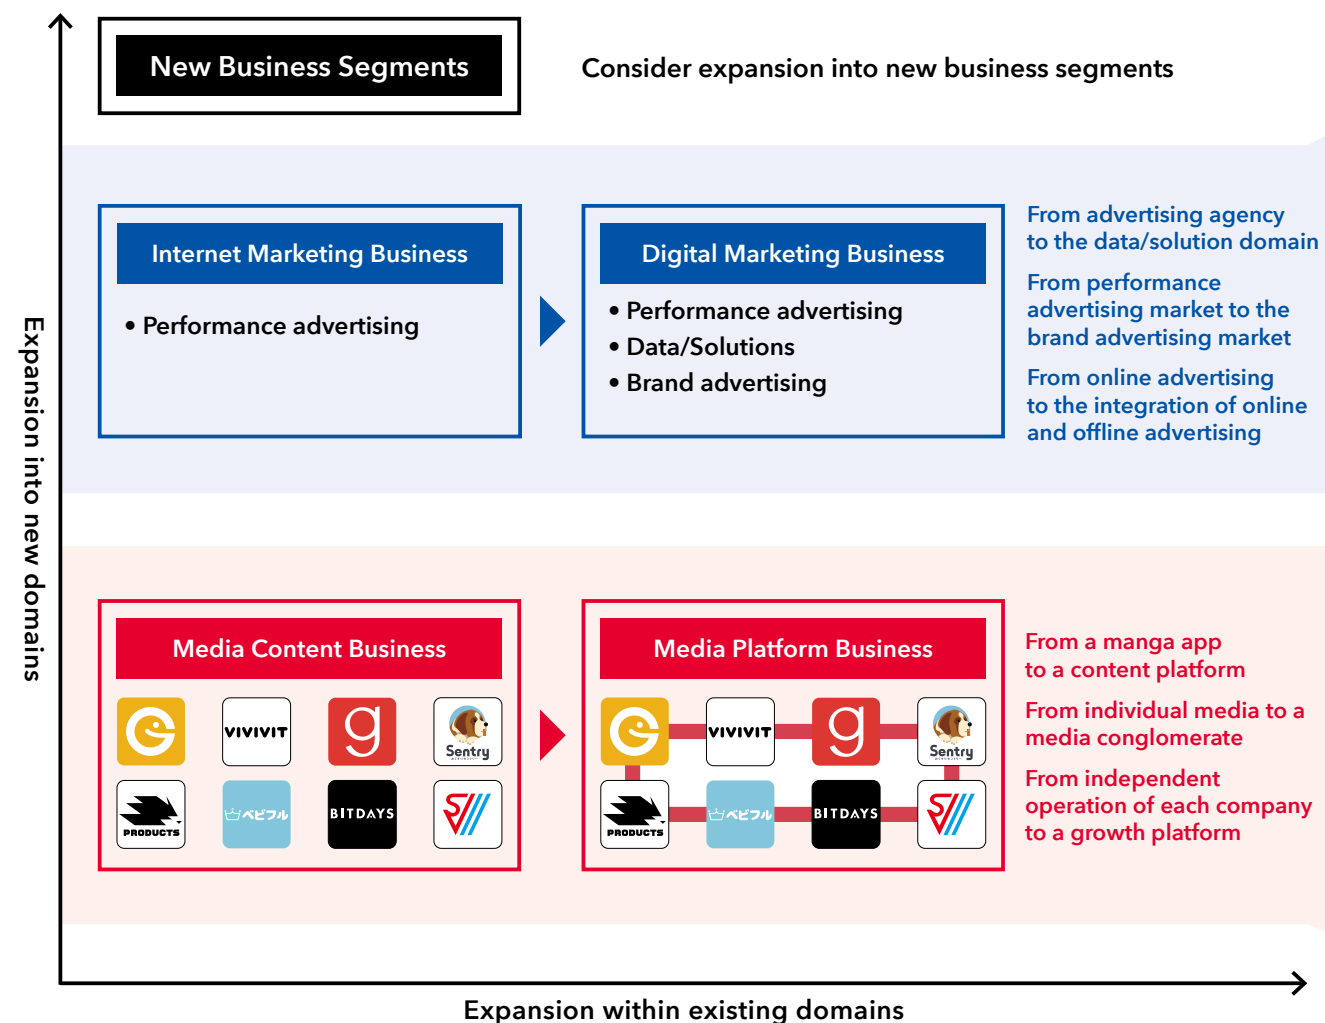 New Business Segments
Consider expansion into new business segments
Expansion into new domains
Internet Marketing Business
• Performance advertising
Digital Marketing Business
• Performance advertising
• Data/Solutions
• Brand advertising
From advertising agency
to the data/solution domain
From performance
advertising market to the
brand advertising market
From online advertising
to the integration of online
and offline advertising
Media Content Business
VIVIVIT
g
Sentry
PRODUCTS
ベビフル
BITDAYS
Media Platform Business
VIVIVIT
g
Sentry
PRODUCTS
ベビフル
BITDAYS
From a manga app
to a content platform
From individual media to a
media conglomerate
From independent
operation of each company
to a growth platform
Expansion within existing domains